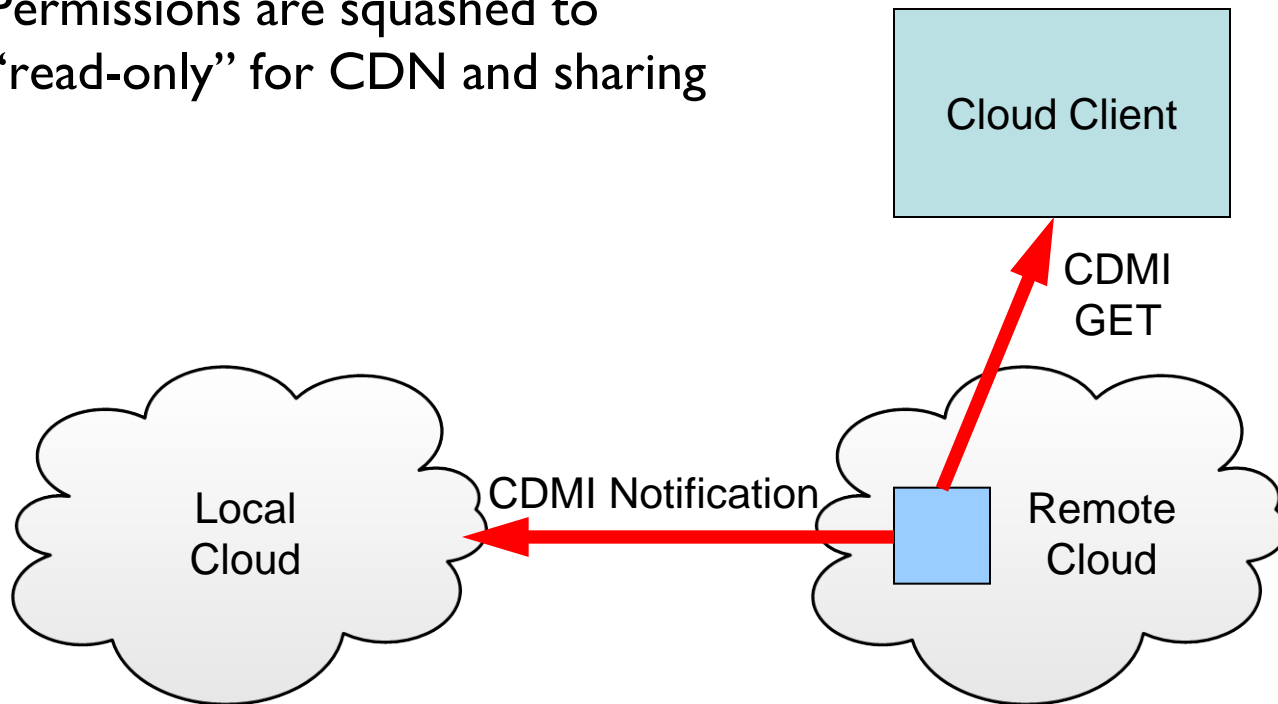 Permissions are squashed to
“read-only” for CDN and sharing
Cloud Client
CDMI
GET
CDMI Notification
Local
Cloud
Remote
Cloud